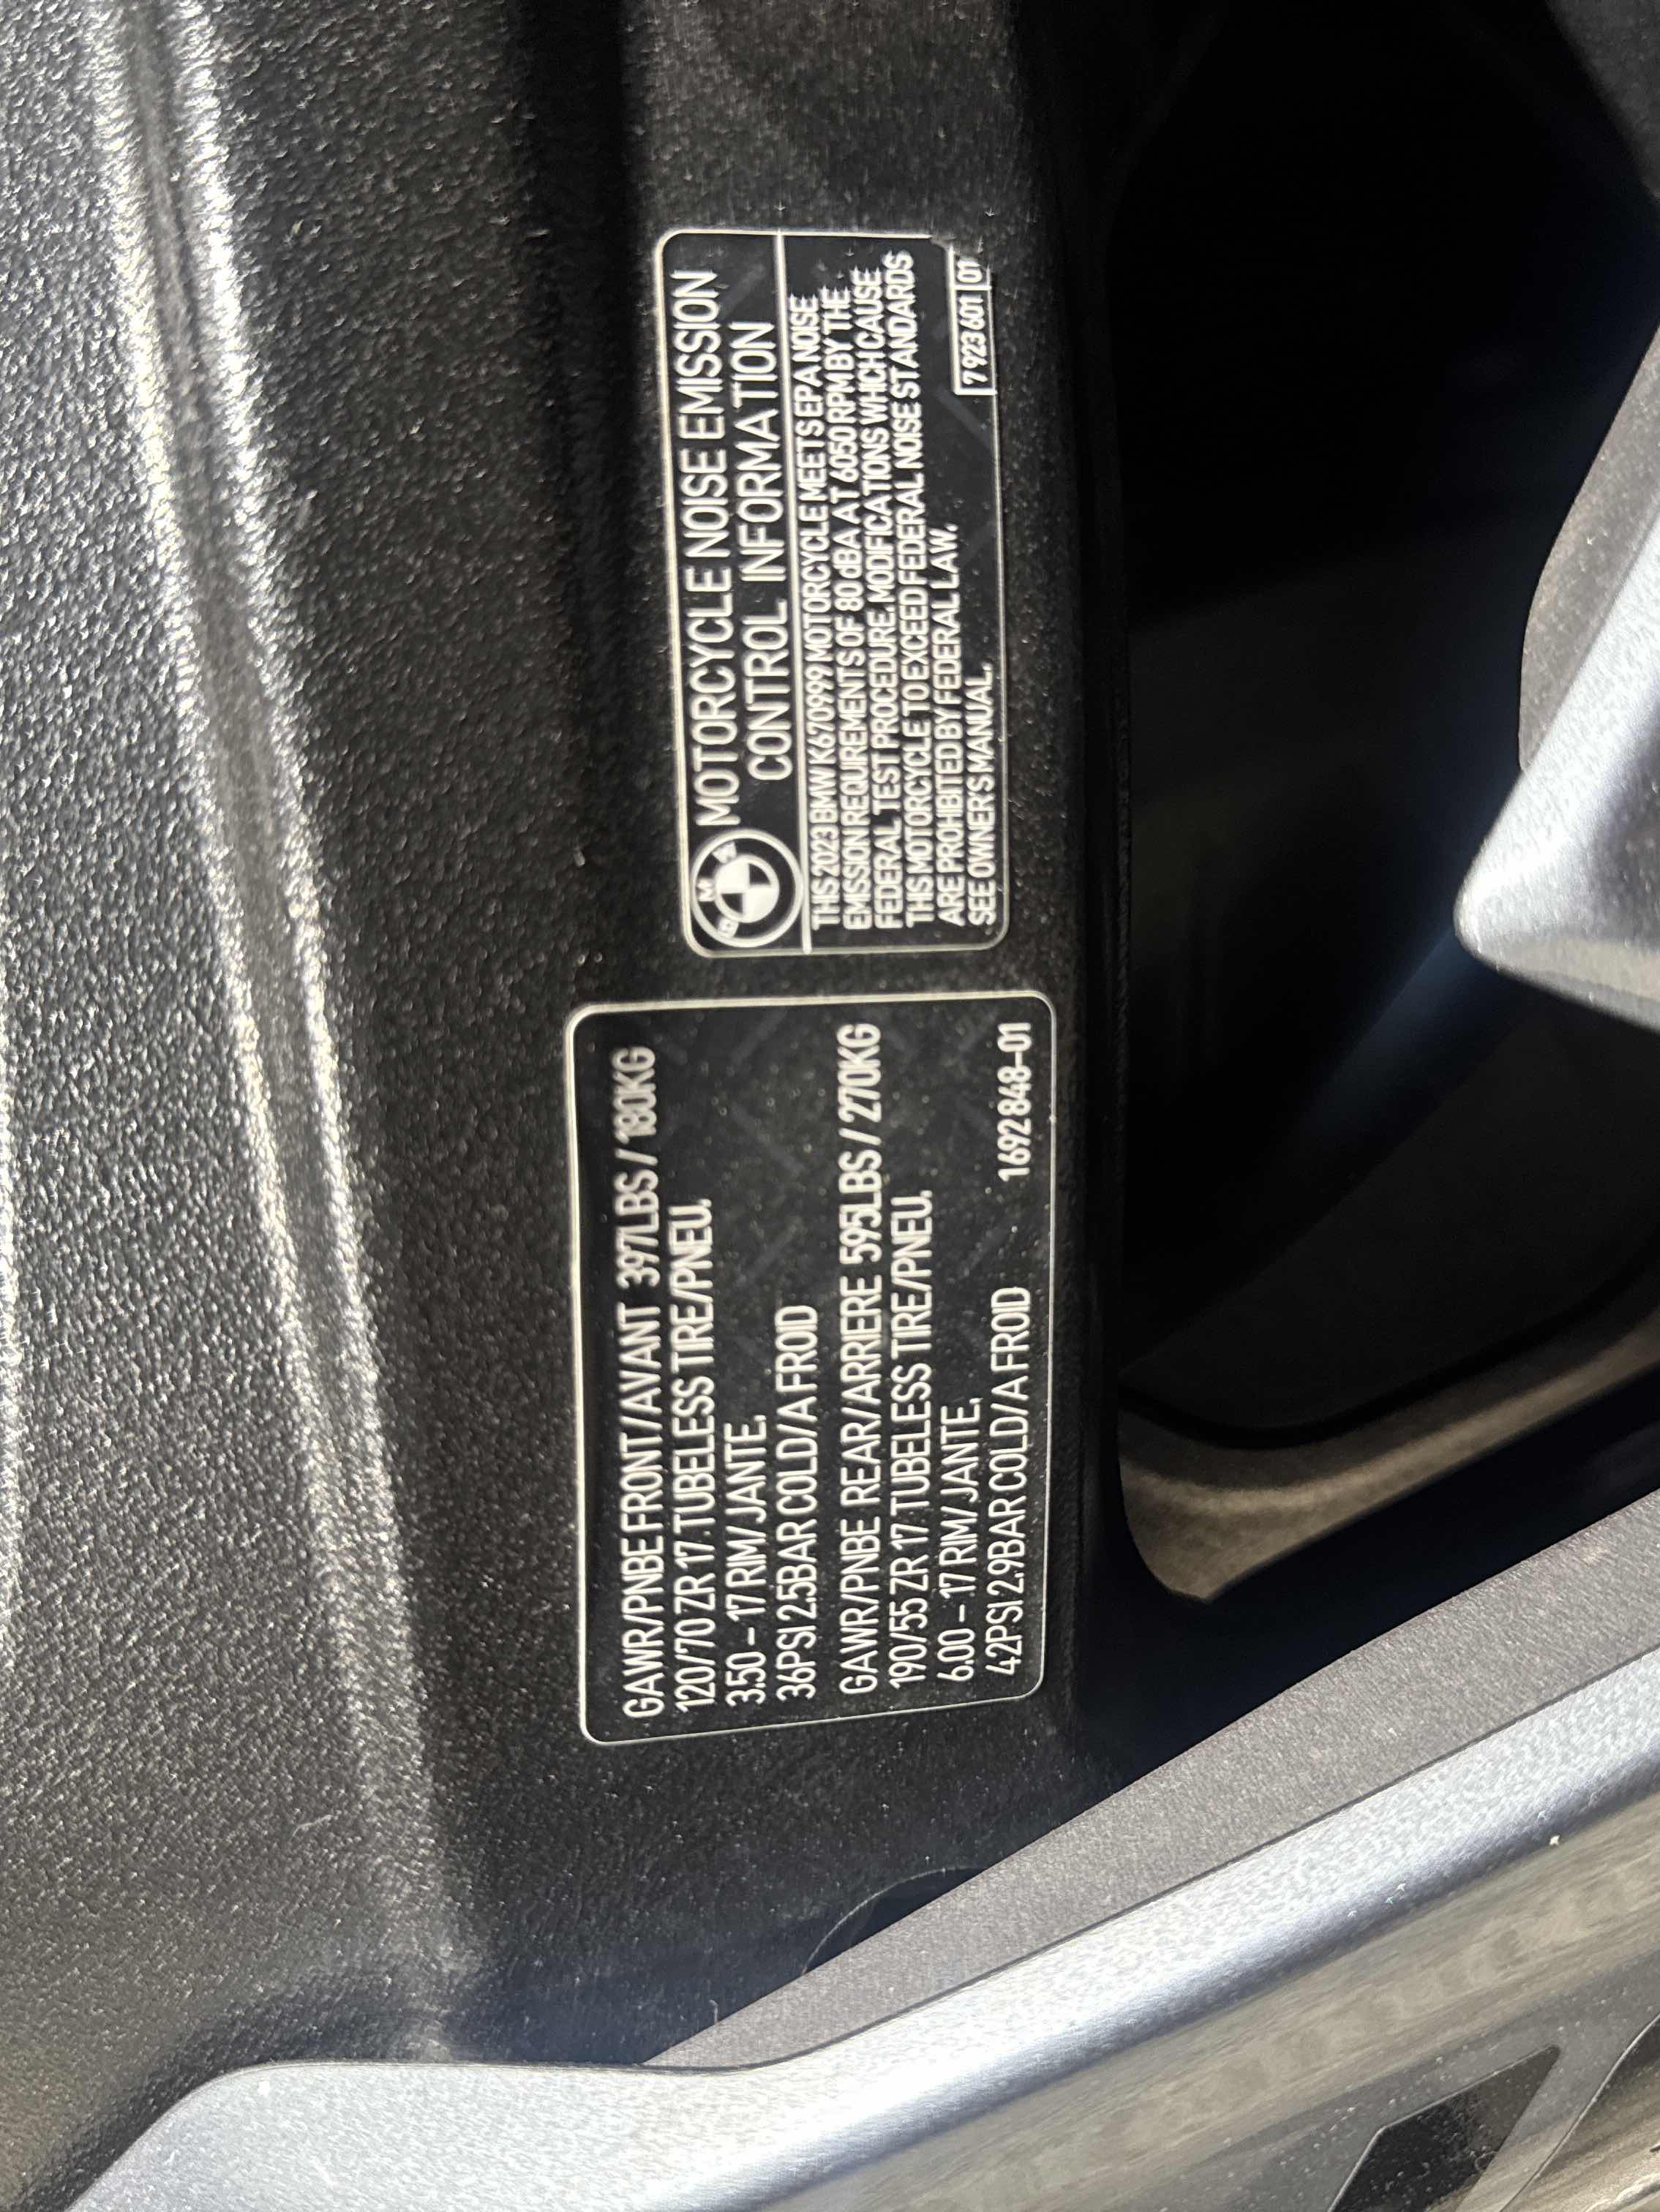 GAWR/PNBE FRONT/AVANT 397LBS / 180KG
120/70 ZR 17. TUBELESS TIRE/PNEU.
3.50 – 17 RIM/JANTE.
36PSI 2.5BAR COLD/A FROID
GAWR/PNBE REAR/ARRIERE 595LBS / 270KG
190/55 ZR 17. TUBELESS TIRE/PNEU.
6.00 – 17 RIM/JANTE.
42PSI 2.9BAR COLD/A FROID 1692848-01
BMW
MOTORCYCLE NOISE EMISSION
CONTROL INFORMATION
THIS 2023 BMW K670999 MOTORCYCLE MEETS EPA NOISE
EMISSION REQUIREMENTS OF 80 dBA AT 6050 RPM BY THE
FEDERAL TEST PROCEDURE. MODIFICATIONS WHICH CAUSE
THIS MOTORCYCLE TO EXCEED FEDERAL NOISE STANDARDS
ARE PROHIBITED BY FEDERAL LAW.
SEE OWNER'S MANUAL.
7 923 601 01